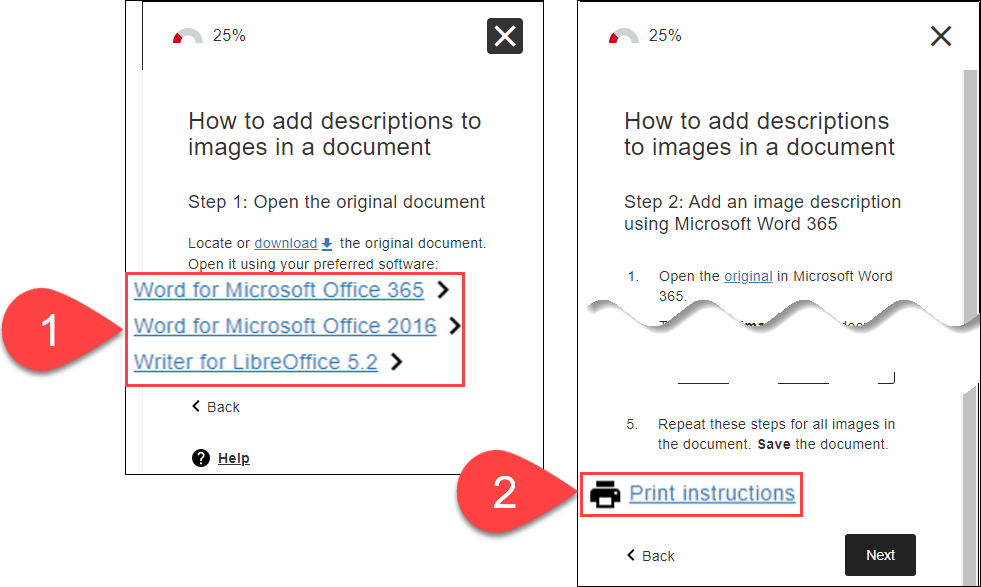 25%
How to add descriptions to
images in a document
Step 1: Open the original document
Locate or download the original document.
Open it using your preferred software:
Word for Microsoft Office 365
Word for Microsoft Office 2016
Writer for LibreOffice 5.2
1
Back
? Help
25%
How to add descriptions
to images in a document
Step 2: Add an image description
using Microsoft Word 365
1. Open the original in Microsoft Word
365.
5. Repeat these steps for all images in
the document. Save the document.
2
Print instructions
Back
Next